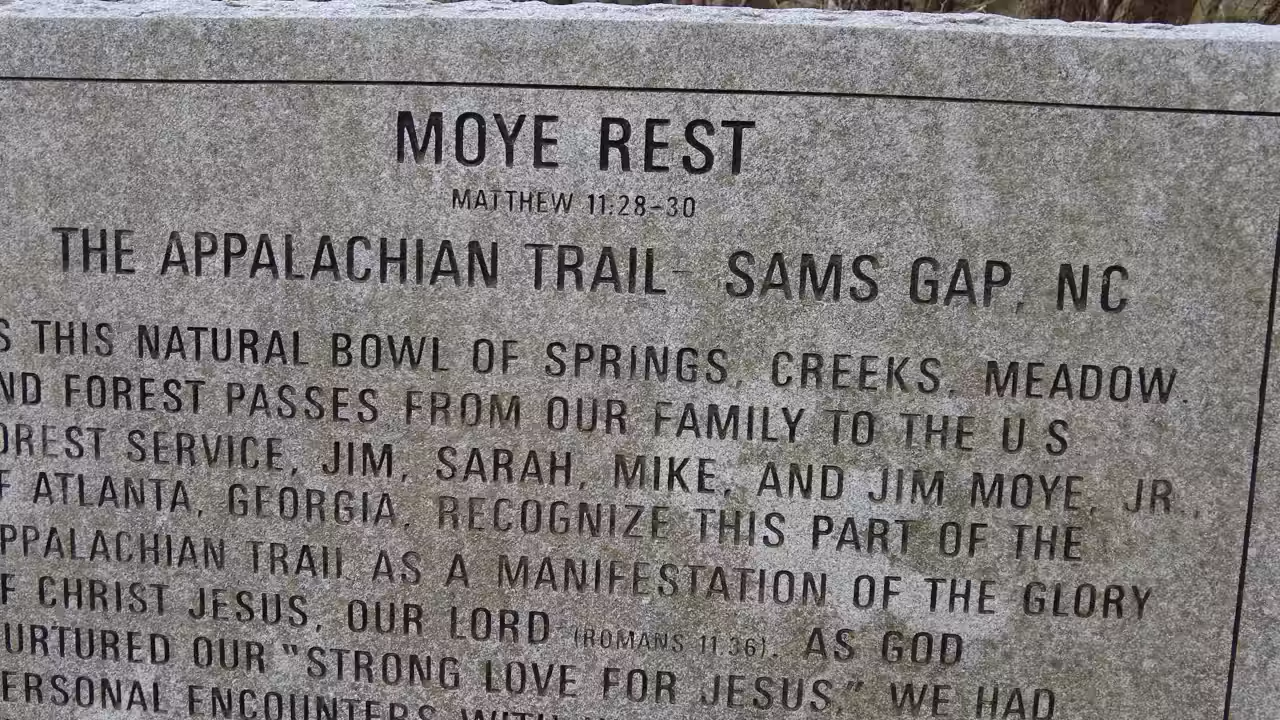 MOYE REST
MATTHEW 11:28-30
THE APPALACHIAN TRAIL- SAMS GAP, NC
S THIS NATURAL BOWL OF SPRINGS, CREEKS, MEADOW,
ND FOREST PASSES FROM OUR FAMILY TO THE U.S.
OREST SERVICE, JIM, SARAH, MIKE, AND JIM MOYE, JR.,
F ATLANTA, GEORGIA, RECOGNIZE THIS PART OF THE
PPALACHIAN TRAIL AS A MANIFESTATION OF THE GLORY
F CHRIST JESUS, OUR LORD (ROMANS 11:36). AS GOD
URTURED OUR "STRONG LOVE FOR JESUS," WE HAD
ERSONAL ENCOUNTERS WITH